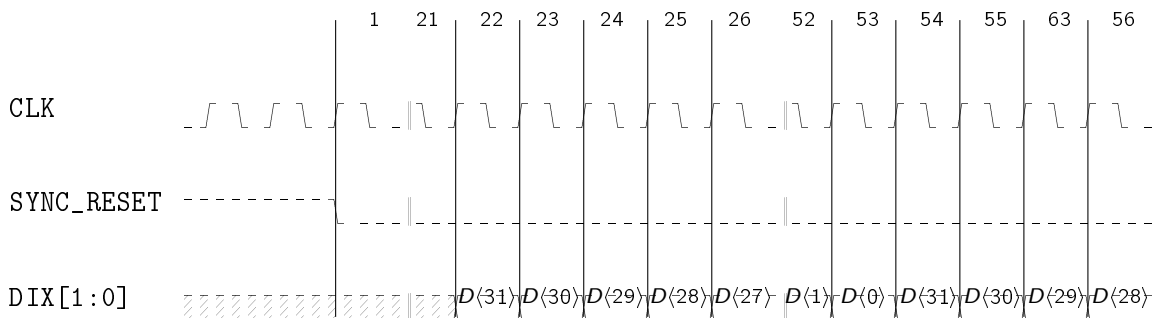 1 21 22 23 24 25 26 52 53 54 55 63 56
CLK
SYNC_RESET
DIX[1:0] D⟨31⟩ D⟨30⟩ D⟨29⟩ D⟨28⟩ D⟨27⟩ D⟨1⟩ D⟨0⟩ D⟨31⟩ D⟨30⟩ D⟨29⟩ D⟨28⟩